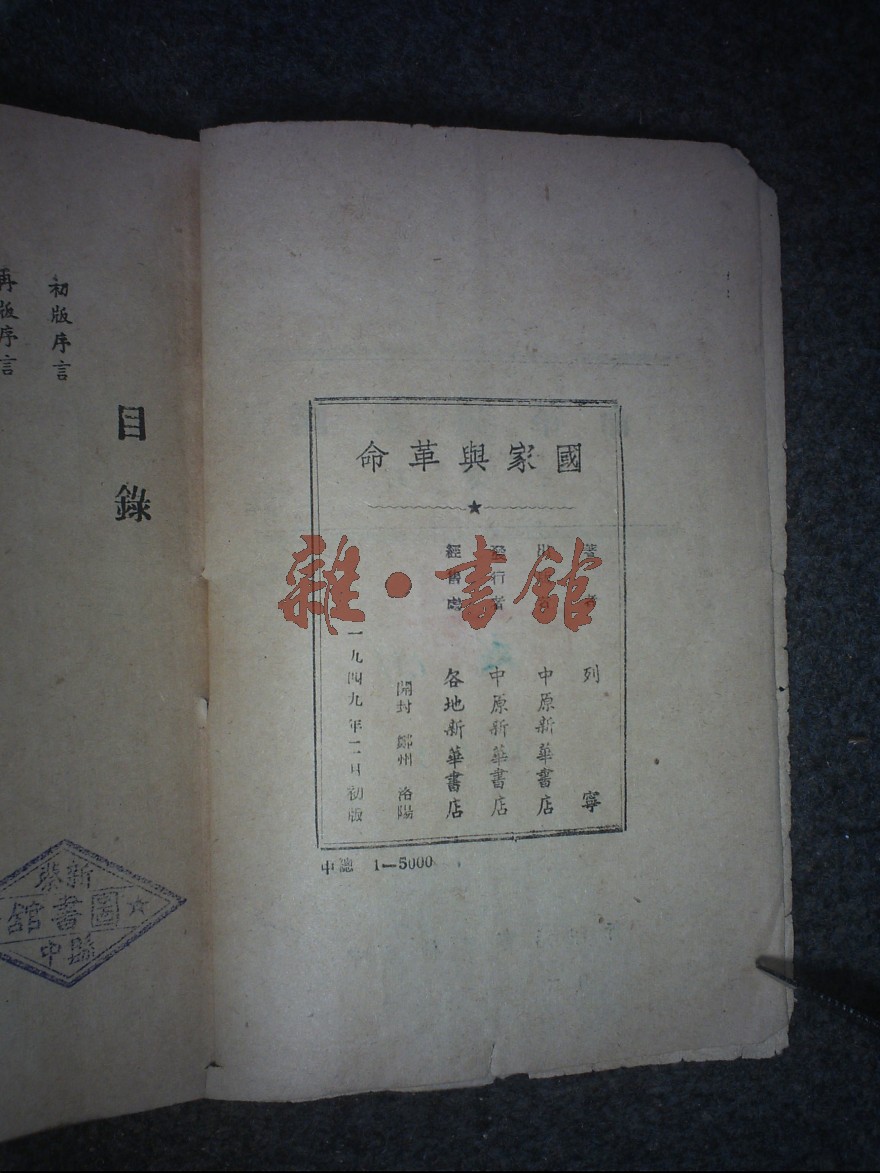 國家與革命
★
著者 列寧
出 中原新華書店
發行者 中原新華書店
經售處 各地新華書店
開封 鄭州 洛陽
一九四九年二月初版
中總 1—5000
目錄
初版序言
再版序言
新蔡
圖書館
縣中
雜·書館